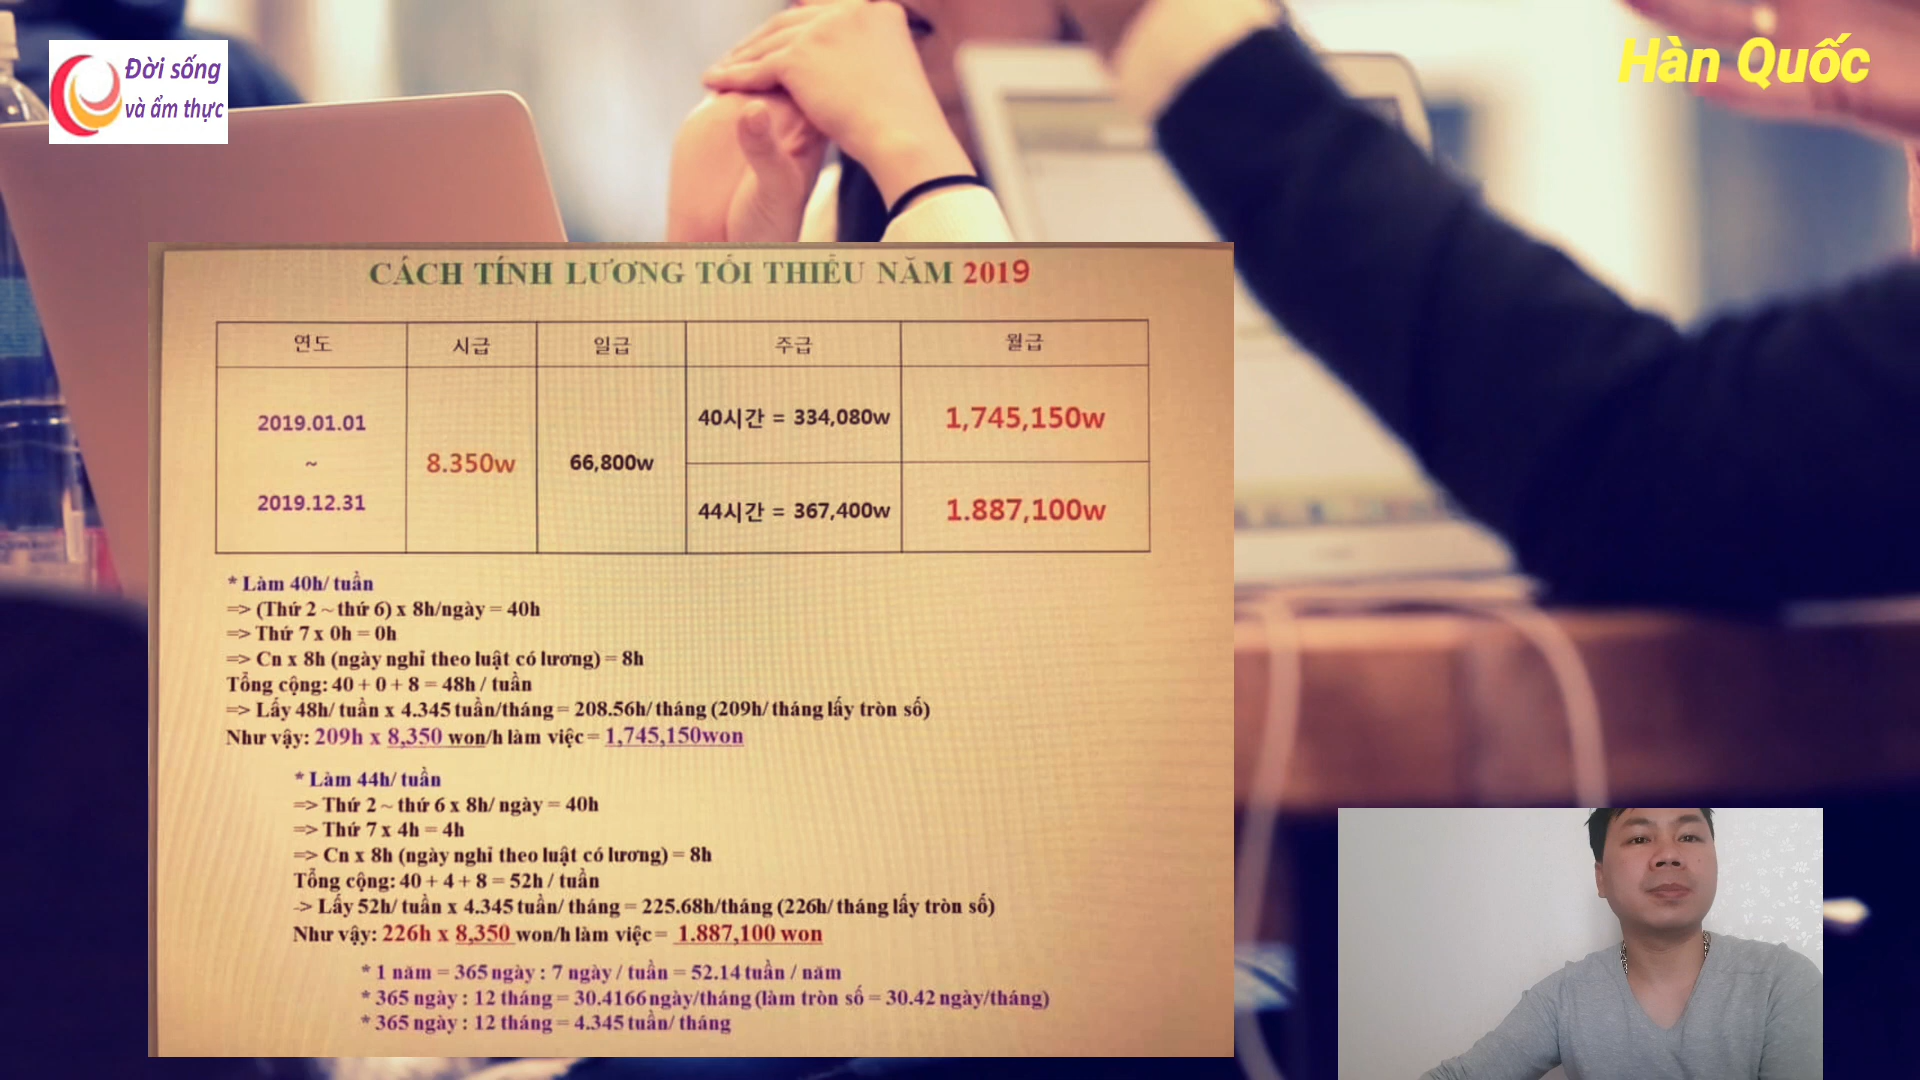 Đời sống
và ẩm thực
Hàn Quốc
CÁCH TÍNH LƯƠNG TỐI THIỂU NĂM 2019
연도 시급 일급 주급 월급
2019.01.01
~
2019.12.31
8.350w
66,800w
40시간 = 334,080w
1,745,150w
44시간 = 367,400w
1.887,100w
* Làm 40h/ tuần
=> (Thứ 2 ~ thứ 6) x 8h/ngày = 40h
=> Thứ 7 x 0h = 0h
=> Cn x 8h (ngày nghỉ theo luật có lương) = 8h
Tổng cộng: 40 + 0 + 8 = 48h / tuần
=> Lấy 48h/ tuần x 4.345 tuần/tháng = 208.56h/ tháng (209h/ tháng lấy tròn số)
Như vậy: 209h x 8,350 won/h làm việc = 1,745,150won
* Làm 44h/ tuần
=> Thứ 2 ~ thứ 6 x 8h/ ngày = 40h
=> Thứ 7 x 4h = 4h
=> Cn x 8h (ngày nghỉ theo luật có lương) = 8h
Tổng cộng: 40 + 4 + 8 = 52h / tuần
-> Lấy 52h/ tuần x 4.345 tuần/ tháng = 225.68h/tháng (226h/ tháng lấy tròn số)
Như vậy: 226h x 8,350 won/h làm việc = 1.887,100 won
* 1 năm = 365 ngày : 7 ngày / tuần = 52.14 tuần / năm
* 365 ngày : 12 tháng = 30.4166 ngày/tháng (làm tròn số = 30.42 ngày/tháng)
* 365 ngày : 12 tháng = 4.345 tuần/ tháng